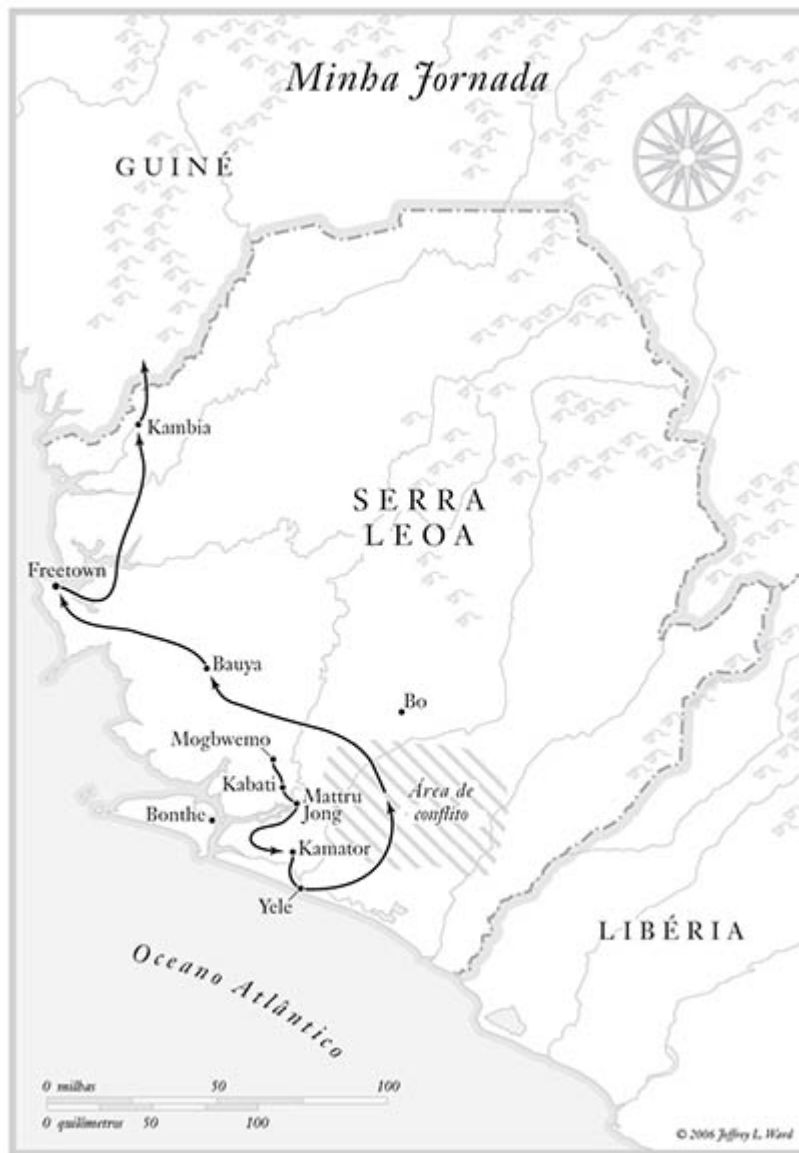 Minha Jornada
GUINÉ
Kambia
SERRA
LEOA
Freetown
Bauya
Bo
Mogbwemo
Kabati
Mattru
Jong
Área de
conflito
Bonthe
Kamator
Yele
LIBÉRIA
Oceano Atlântico
0 milhas 50 100
0 quilômetros 50 100
© 2006 Jeffrey L. Ward